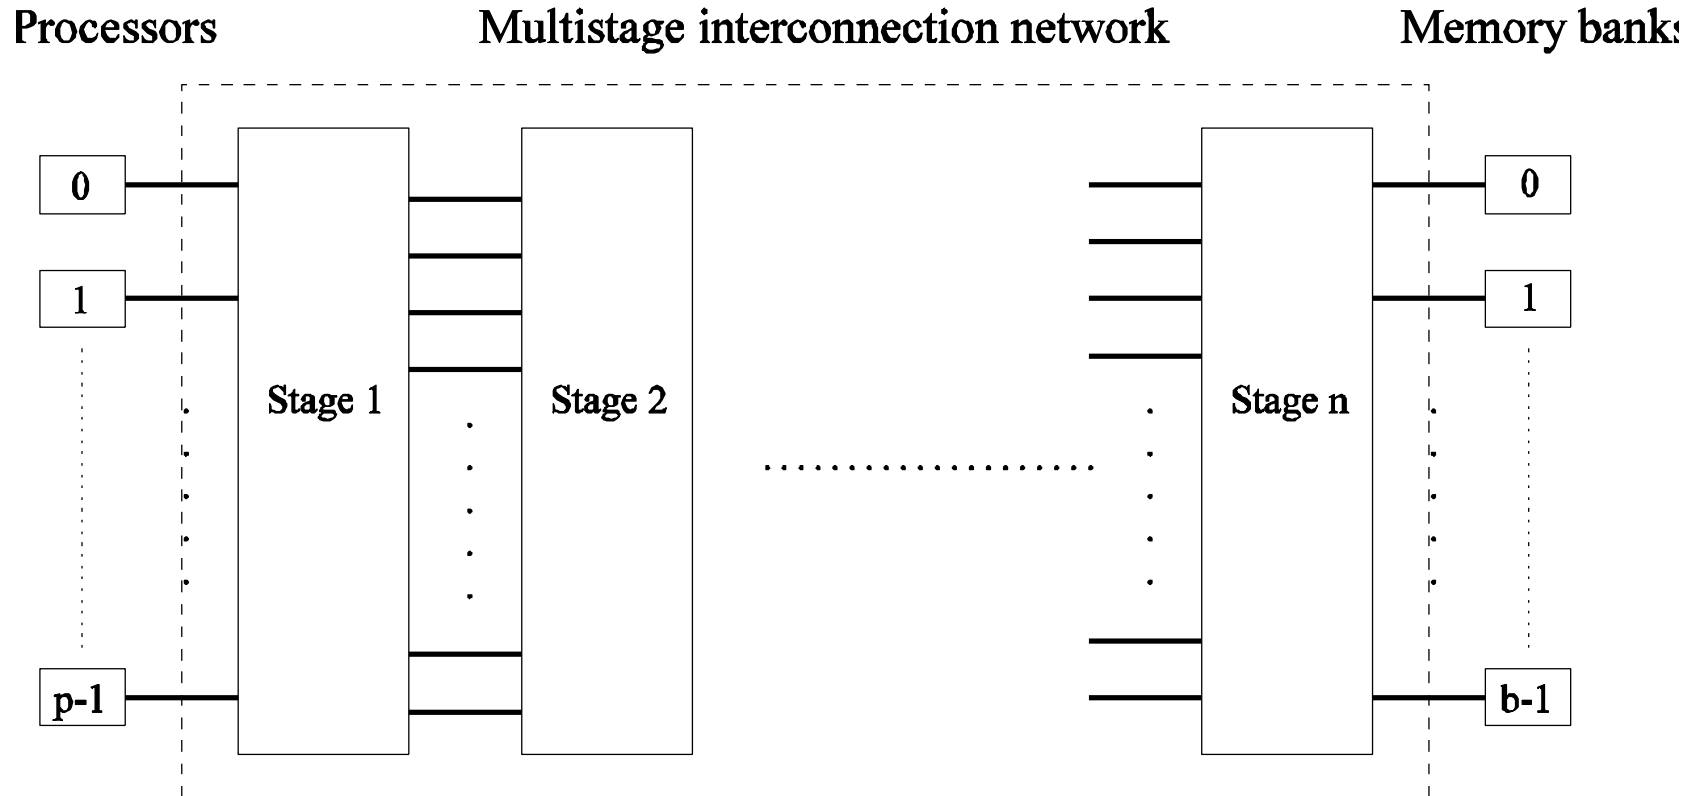 Processors Multistage interconnection network Memory banks
0 0
1 1
Stage 1 Stage 2 Stage n
p-1 b-1